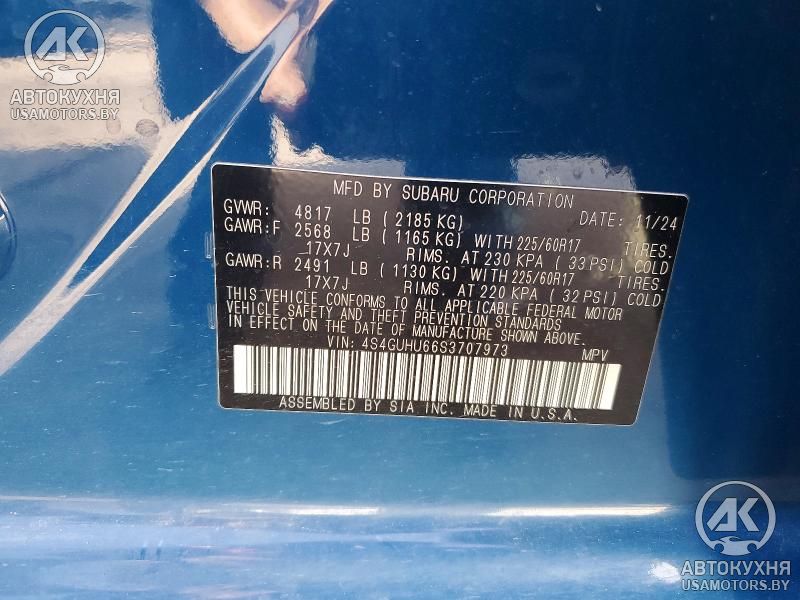 АК
АВТОКУХНЯ
USAMOTORS.BY
MFD BY SUBARU CORPORATION
GVWR: 4817 LB ( 2185 KG) DATE: 11/24
GAWR:F 2568 LB ( 1165 KG) WITH 225/60R17 TIRES.
17X7J RIMS. AT 230 KPA ( 33 PSI) COLD
GAWR:R 2491 LB ( 1130 KG) WITH 225/60R17 TIRES.
17X7J RIMS. AT 220 KPA ( 32 PSI) COLD
THIS VEHICLE CONFORMS TO ALL APPLICABLE FEDERAL MOTOR
VEHICLE SAFETY AND THEFT PREVENTION STANDARDS
IN EFFECT ON THE DATE OF MANUFACTURE SHOWN ABOVE.
VIN: 4S4GUHU66S3707973 MPV
ASSEMBLED BY SIA INC. MADE IN U.S.A.
АК
АВТОКУХНЯ
USAMOTORS.BY